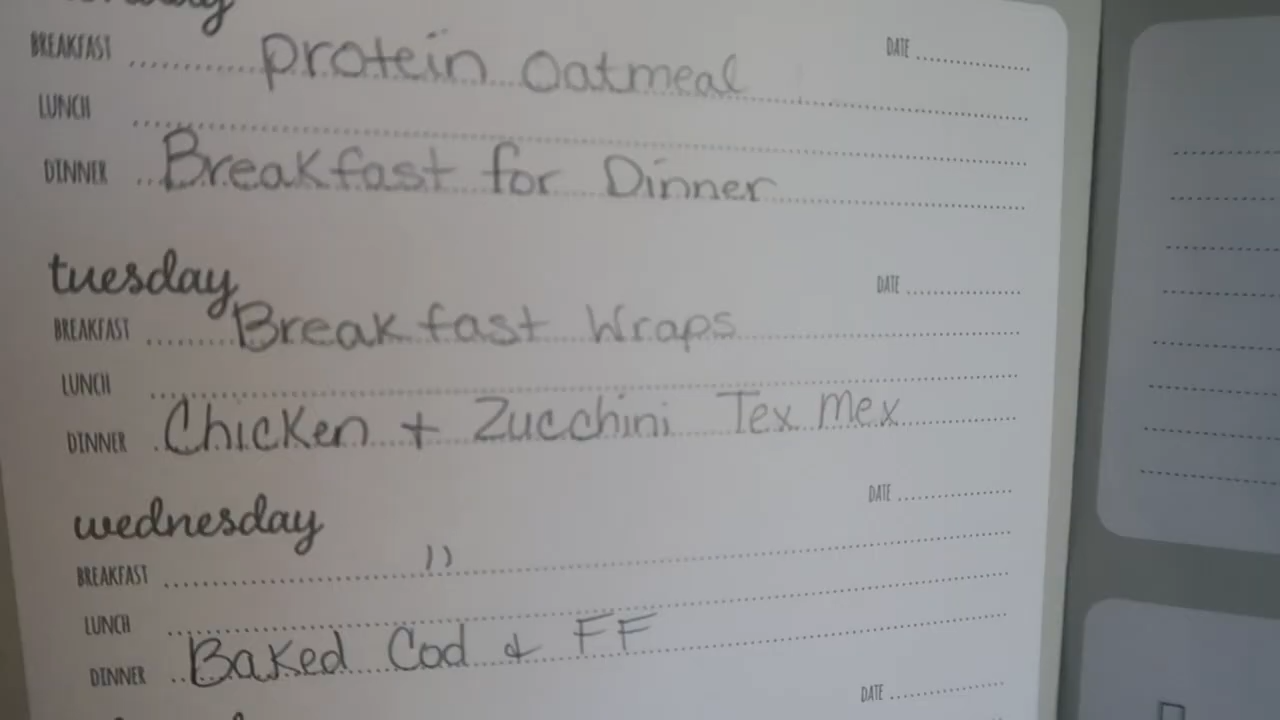 BREAKFAST protein oatmeal DATE
LUNCH
DINNER Breakfast for Dinner
tuesday DATE
BREAKFAST Breakfast Wraps
LUNCH
DINNER Chicken + Zucchini Tex Mex
wednesday DATE
BREAKFAST "
LUNCH
DINNER Baked Cod & FF
DATE